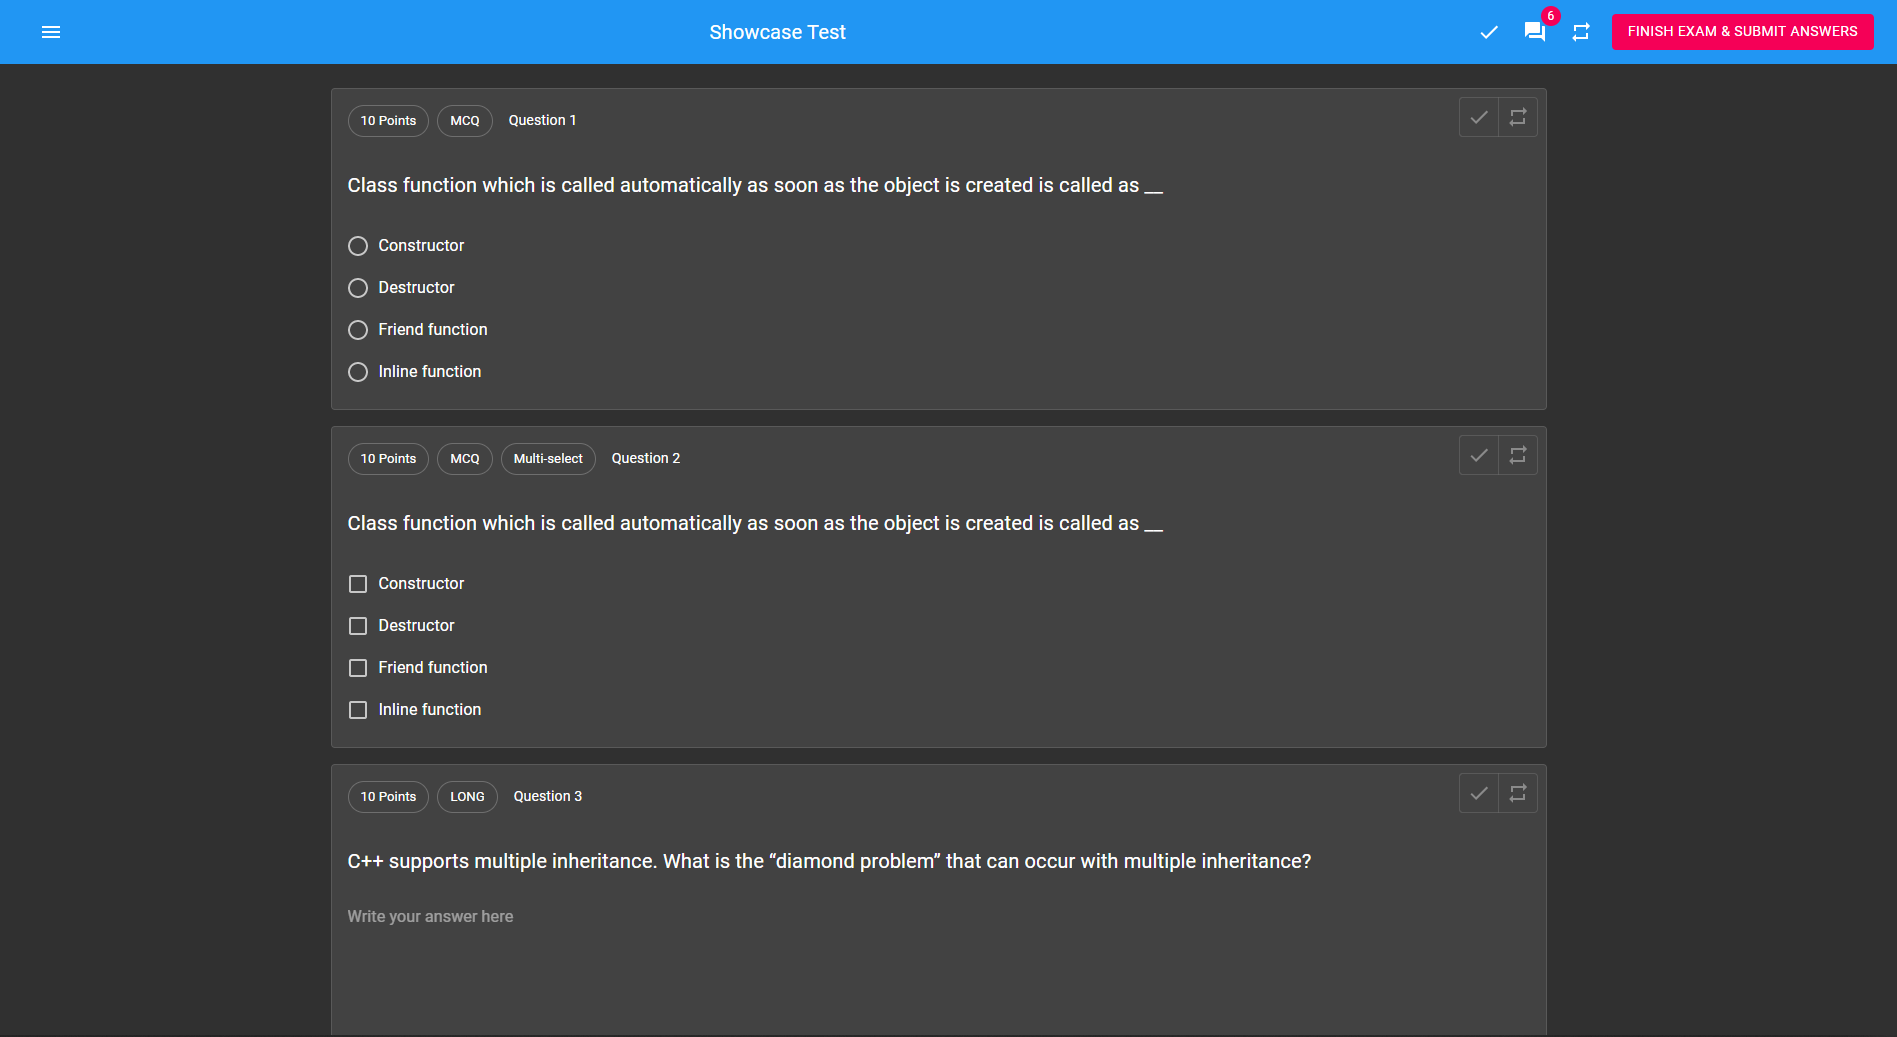 Showcase Test
6
FINISH EXAM & SUBMIT ANSWERS
10 Points MCQ Question 1
Class function which is called automatically as soon as the object is created is called as __
Constructor
Destructor
Friend function
Inline function
10 Points MCQ Multi-select Question 2
Class function which is called automatically as soon as the object is created is called as __
Constructor
Destructor
Friend function
Inline function
10 Points LONG Question 3
C++ supports multiple inheritance. What is the “diamond problem” that can occur with multiple inheritance?
Write your answer here